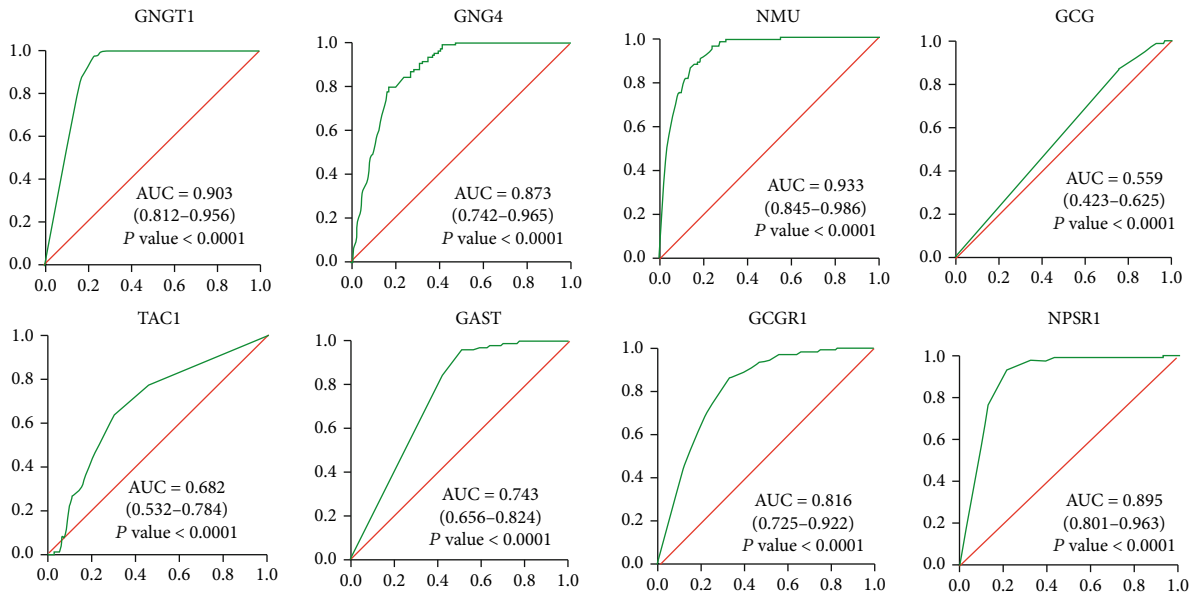 GNGT1
1.0
0.8
0.6
0.4
0.2
0.0
AUC = 0.903
(0.812–0.956)
P value < 0.0001
0.0 0.2 0.4 0.6 0.8 1.0
GNG4
1.0
0.8
0.6
0.4
0.2
0.0
AUC = 0.873
(0.742–0.965)
P value < 0.0001
0.0 0.2 0.4 0.6 0.8 1.0
NMU
1.0
0.8
0.6
0.4
0.2
0.0
AUC = 0.933
(0.845–0.986)
P value < 0.0001
0.0 0.2 0.4 0.6 0.8 1.0
GCG
1.0
0.8
0.6
0.4
0.2
0.0
AUC = 0.559
(0.423–0.625)
P value < 0.0001
0.0 0.2 0.4 0.6 0.8 1.0
TAC1
1.0
0.8
0.6
0.4
0.2
0.0
AUC = 0.682
(0.532–0.784)
P value < 0.0001
0.0 0.2 0.4 0.6 0.8 1.0
GAST
1.0
0.8
0.6
0.4
0.2
0.0
AUC = 0.743
(0.656–0.824)
P value < 0.0001
0.0 0.2 0.4 0.6 0.8 1.0
GCGR1
1.0
0.8
0.6
0.4
0.2
0.0
AUC = 0.816
(0.725–0.922)
P value < 0.0001
0.0 0.2 0.4 0.6 0.8 1.0
NPSR1
1.0
0.8
0.6
0.4
0.2
0.0
AUC = 0.895
(0.801–0.963)
P value < 0.0001
0.0 0.2 0.4 0.6 0.8 1.0